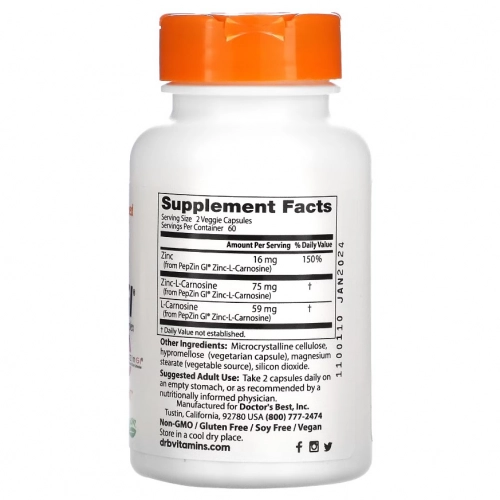 Supplement Facts
Serving Size 2 Veggie Capsules
Servings Per Container 60
Amount Per Serving % Daily Value
Zinc 16 mg 150%
(from PepZin GI® Zinc-L-Carnosine)
Zinc-L-Carnosine 75 mg †
(from PepZin GI® Zinc-L-Carnosine)
L-Carnosine 59 mg †
(from PepZin GI® Zinc-L-Carnosine)
† Daily Value not established.
Other Ingredients: Microcrystalline cellulose,
hypromellose (vegetarian capsule), magnesium
stearate (vegetable source), silicon dioxide.
Suggested Adult Use: Take 2 capsules daily on
an empty stomach, or as recommended by a
nutritionally informed physician.
Manufactured for Doctor's Best, Inc.
Tustin, California, 92780 USA (800) 777-2474
Non-GMO / Gluten Free / Soy Free / Vegan
Store in a cool dry place.
drbvitamins.com
1100110 JAN2024